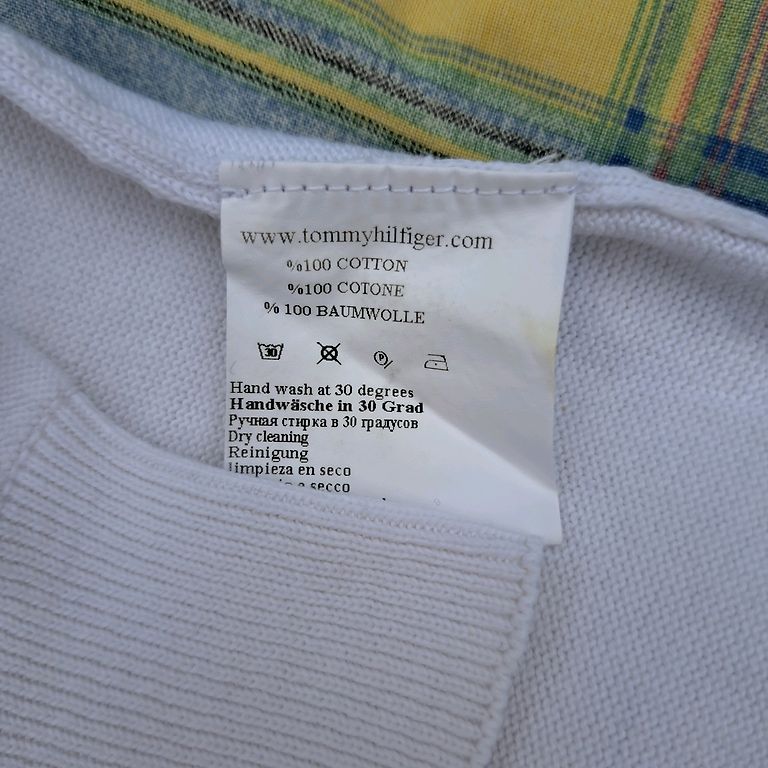 www.tommyhilfiger.com
%100 COTTON
%100 COTONE
% 100 BAUMWOLLE
30 P
Hand wash at 30 degrees
Handwäsche in 30 Grad
Ручная стирка в 30 градусов
Dry cleaning
Reinigung
limpieza en seco
secco